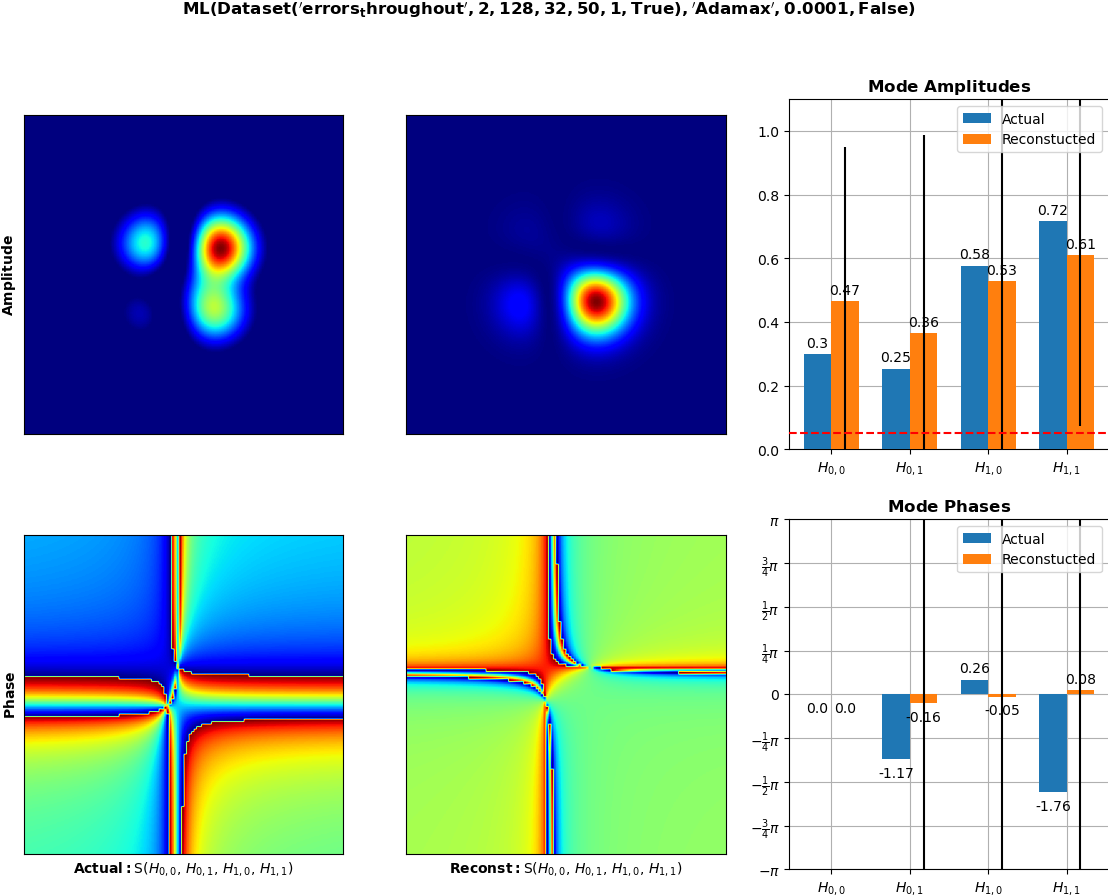 ML(Dataset('errors_throughout', 2, 128, 32, 50, 1, True), 'Adamax', 0.0001, False)
Mode Amplitudes
Amplitude
1.0
0.8
0.6
0.4
0.2
0.0
Actual
Reconstucted
0.3
0.47
0.25
0.36
0.58
0.53
0.72
0.61
H0,0
H0,1
H1,0
H1,1
Mode Phases
Phase
π
3/4π
1/2π
1/4π
0
−1/4π
−1/2π
−3/4π
−π
Actual
Reconstucted
0.0
0.0
-1.17
-0.16
0.26
-0.05
-1.76
0.08
H0,0
H0,1
H1,0
H1,1
Actual: S(H0,0, H0,1, H1,0, H1,1)
Reconst: S(H0,0, H0,1, H1,0, H1,1)